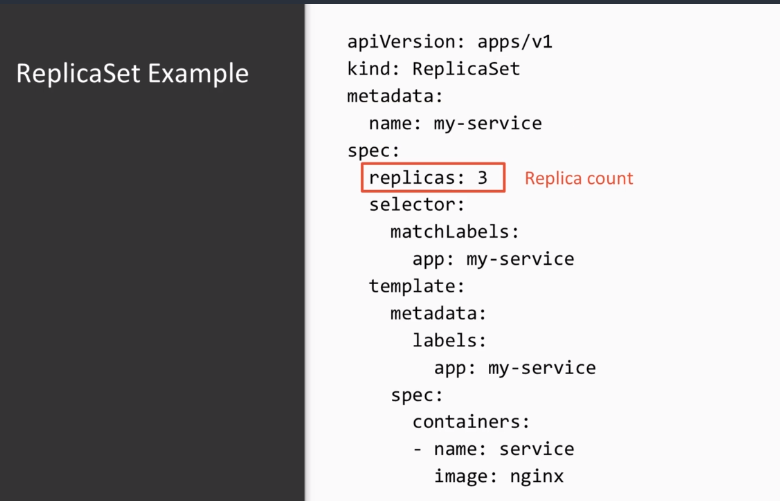 ReplicaSet Example
apiVersion: apps/v1
kind: ReplicaSet
metadata:
  name: my-service
spec:
  replicas: 3 Replica count
  selector:
    matchLabels:
      app: my-service
  template:
    metadata:
      labels:
        app: my-service
    spec:
      containers:
      - name: service
        image: nginx